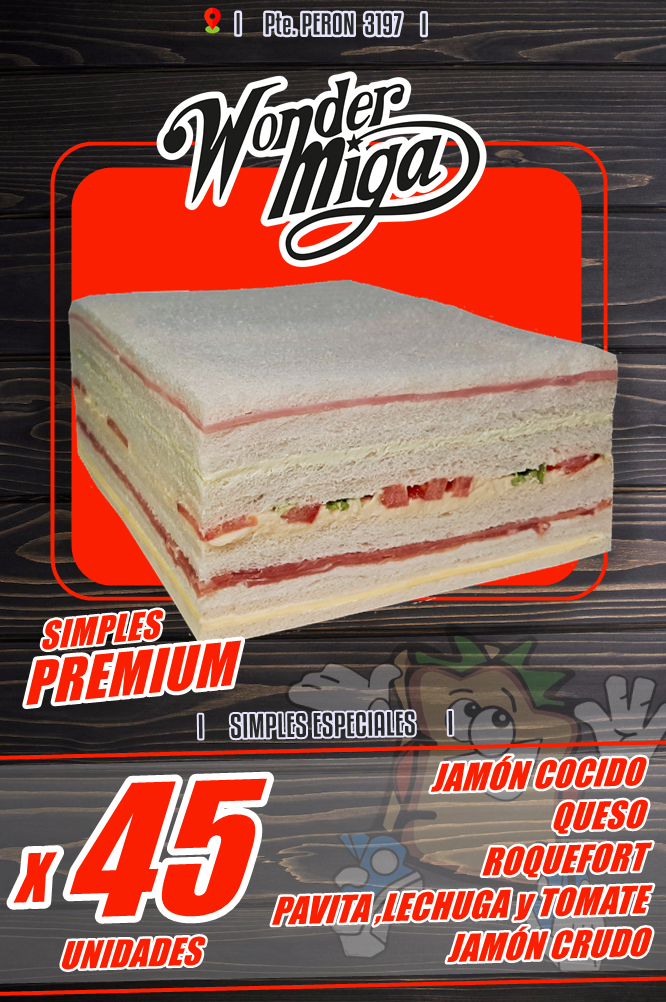 | Pte. PERON 3197 |
Wonder
miga
SIMPLES
PREMIUM
| SIMPLES ESPECIALES |
x 45
UNIDADES
JAMÓN COCIDO
QUESO
ROQUEFORT
PAVITA ,LECHUGA y TOMATE
JAMÓN CRUDO